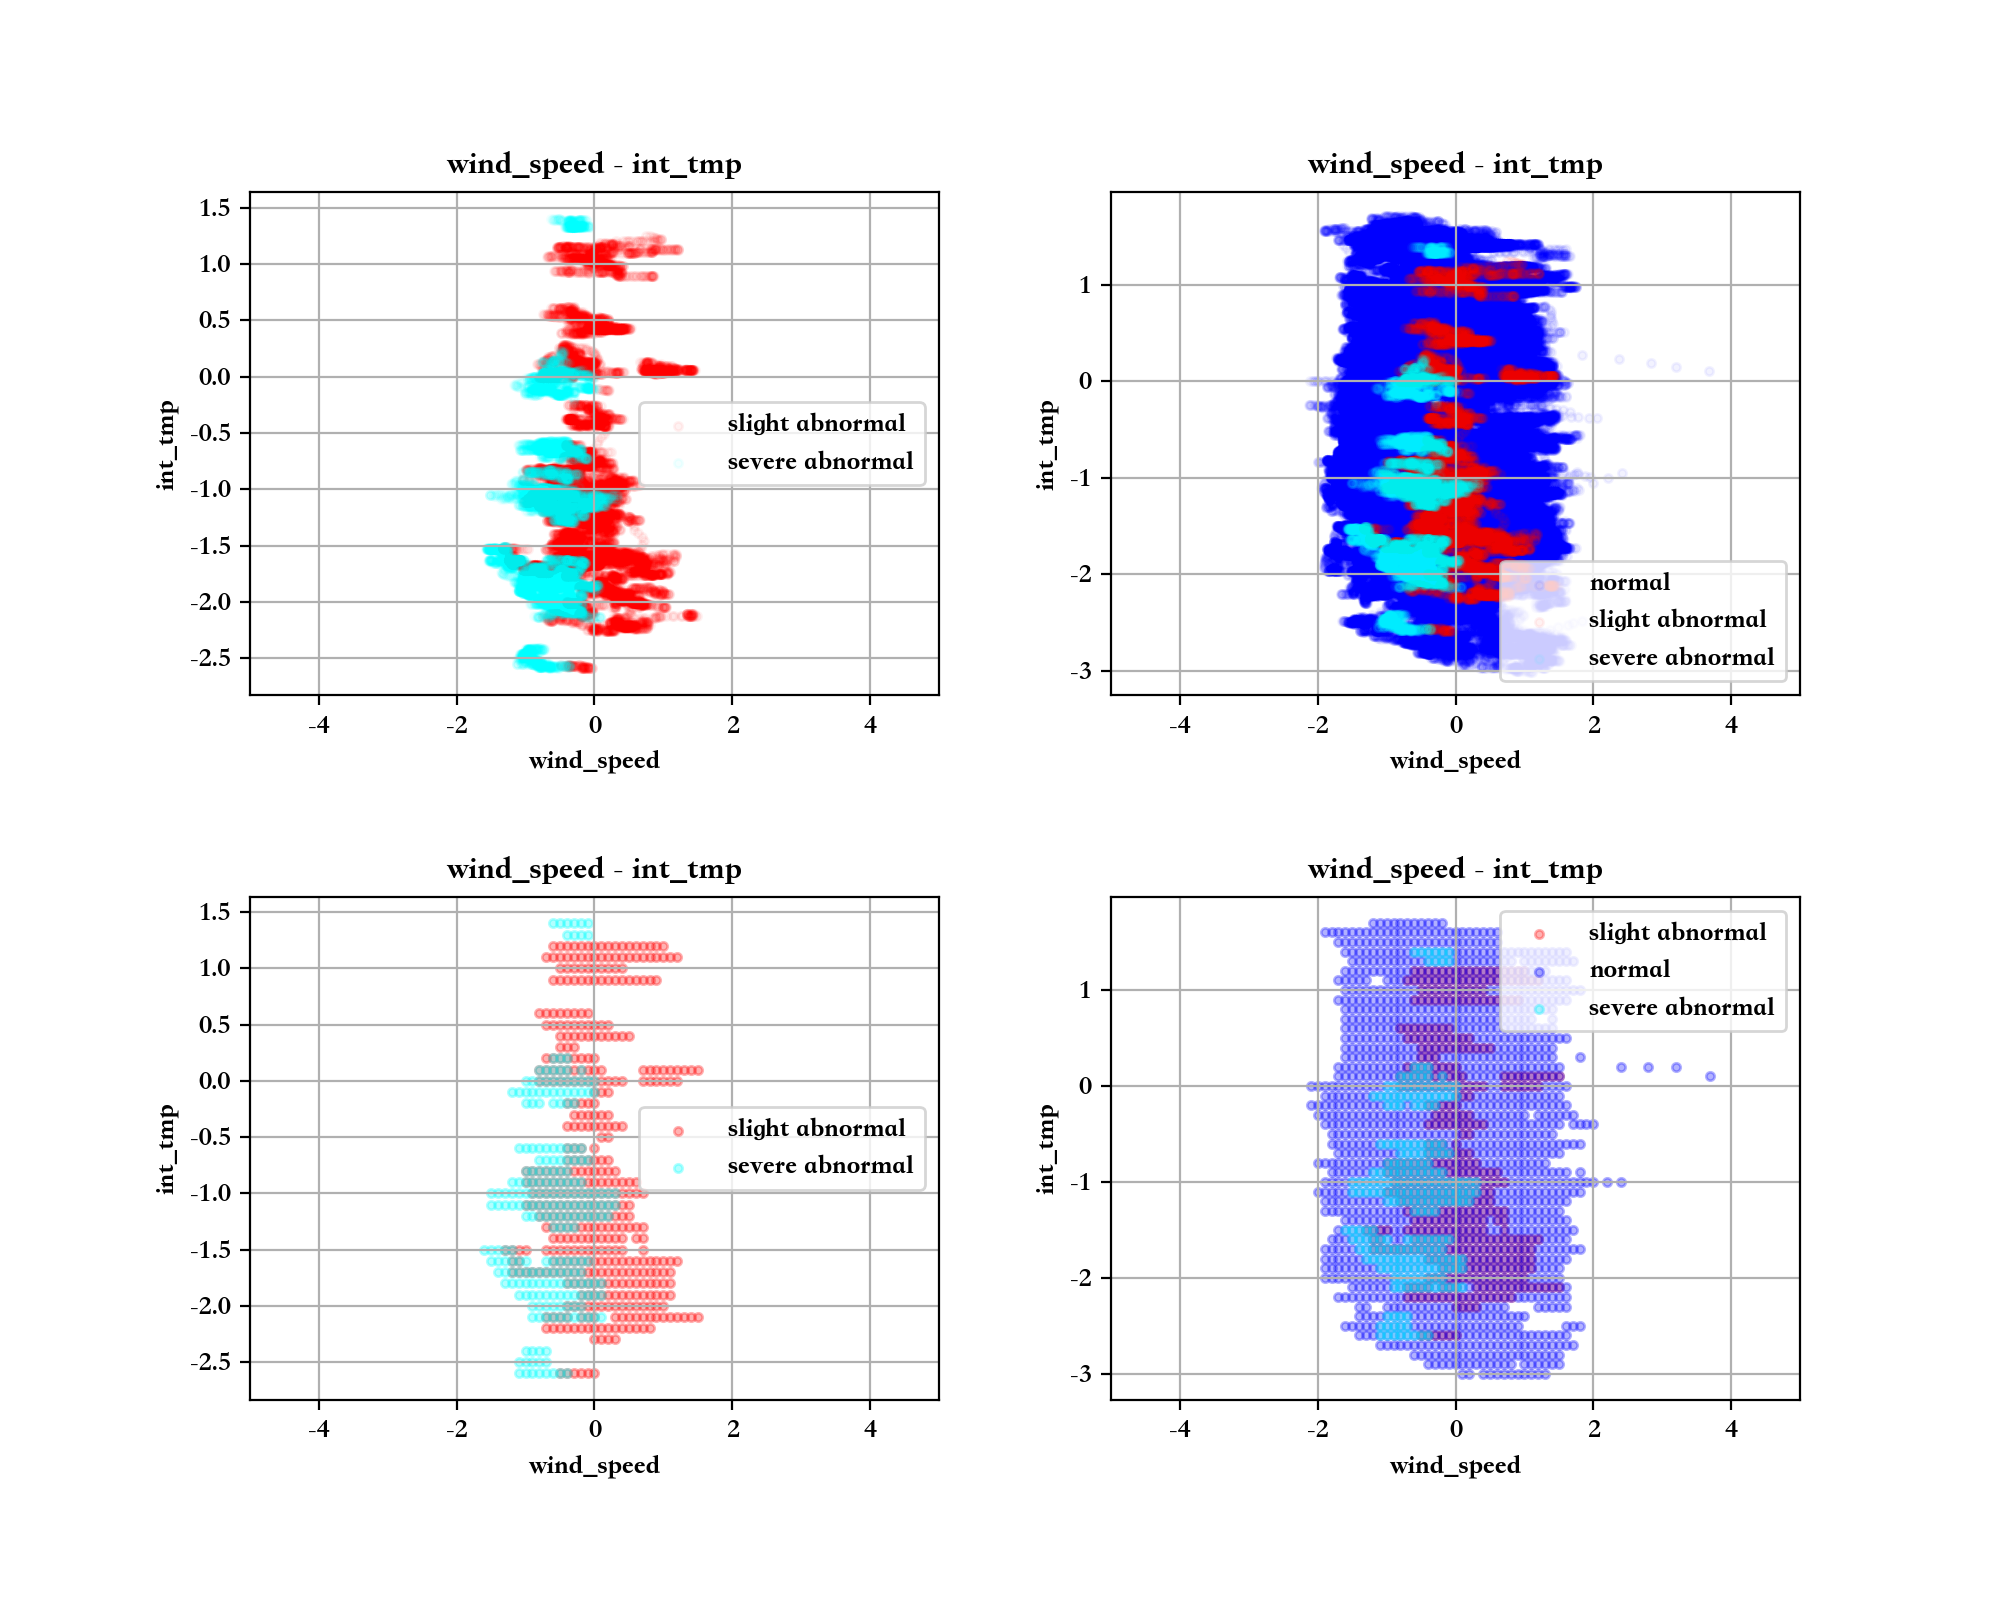 wind_speed - int_tmp
1.5
1.0
0.5
0.0
-0.5
-1.0
-1.5
-2.0
-2.5
int_tmp
slight abnormal
severe abnormal
-4 -2 0 2 4
wind_speed
wind_speed - int_tmp
1
0
-1
-2
-3
int_tmp
normal
slight abnormal
severe abnormal
-4 -2 0 2 4
wind_speed
wind_speed - int_tmp
1.5
1.0
0.5
0.0
-0.5
-1.0
-1.5
-2.0
-2.5
int_tmp
slight abnormal
severe abnormal
-4 -2 0 2 4
wind_speed
wind_speed - int_tmp
1
0
-1
-2
-3
int_tmp
slight abnormal
normal
severe abnormal
-4 -2 0 2 4
wind_speed